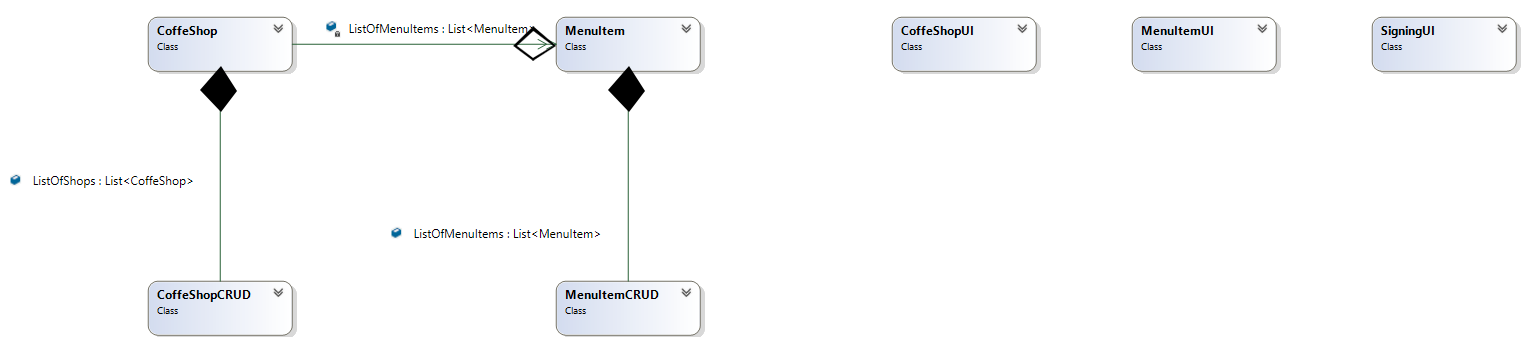 CoffeShop
Class
ListOfMenuItems : List<MenuItem>
MenuItem
Class
CoffeShopUI
Class
MenuItemUI
Class
SigningUI
Class
ListOfShops : List<CoffeShop>
ListOfMenuItems : List<MenuItem>
CoffeShopCRUD
Class
MenuItemCRUD
Class